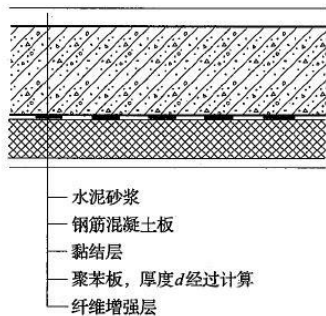 水泥砂浆
钢筋混凝土板
黏结层
聚苯板，厚度d经过计算
纤维增强层